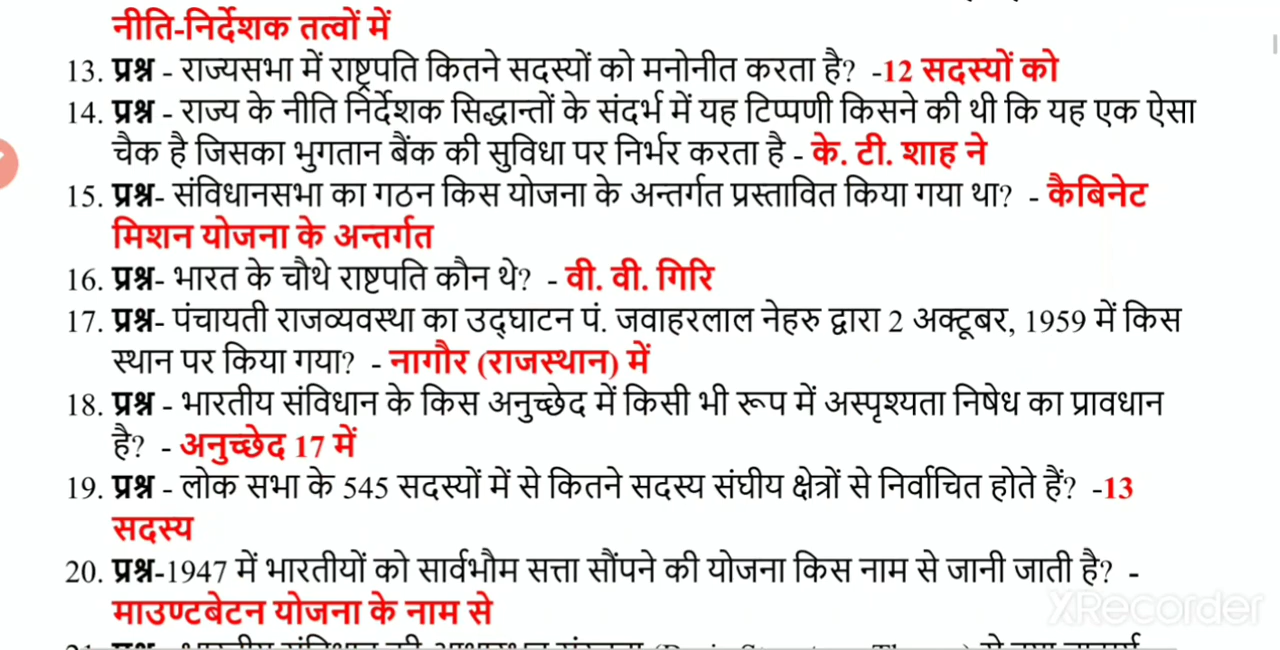 नीति-निर्देशक तत्वों में
13. प्रश्न - राज्यसभा में राष्ट्रपति कितने सदस्यों को मनोनीत करता है? -12 सदस्यों को
14. प्रश्न - राज्य के नीति निर्देशक सिद्धान्तों के संदर्भ में यह टिप्पणी किसने की थी कि यह एक ऐसा
चैक है जिसका भुगतान बैंक की सुविधा पर निर्भर करता है - के. टी. शाह ने
15. प्रश्न- संविधानसभा का गठन किस योजना के अन्तर्गत प्रस्तावित किया गया था? - कैबिनेट
मिशन योजना के अन्तर्गत
16. प्रश्न- भारत के चौथे राष्टपति कौन थे? - वी. वी. गिरि
17. प्रश्न- पंचायती राजव्यवस्था का उद्घाटन पं. जवाहरलाल नेहरु द्वारा 2 अक्टूबर, 1959 में किस
स्थान पर किया गया? - नागौर (राजस्थान) में
18. प्रश्न - भारतीय संविधान के किस अनुच्छेद में किसी भी रूप में अस्पृश्यता निषेध का प्रावधान
है? - अनुच्छेद 17 में
19. प्रश्न - लोक सभा के 545 सदस्यों में से कितने सदस्य संघीय क्षेत्रों से निर्वाचित होते हैं? -13
सदस्य
20. प्रश्न-1947 में भारतीयों को सार्वभौम सत्ता सौंपने की योजना किस नाम से जानी जाती है? -
माउण्टबेटन योजना के नाम से
XRecorder